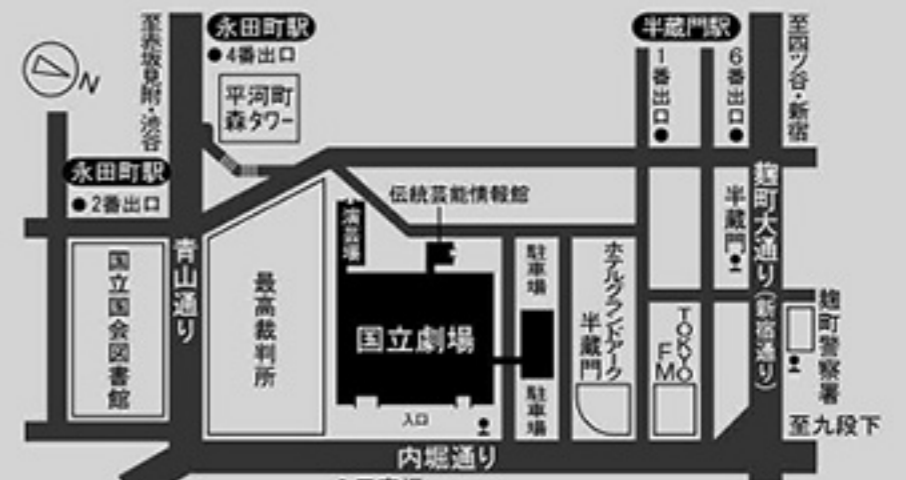 至赤坂見附・渋谷
永田町駅
●4番出口
平河町
森タワー
半蔵門駅
1番出口●
6番出口●
至四ツ谷・新宿
N
永田町駅
●2番出口
伝統芸能情報館
演芸場
半蔵門
麹町大通り(新宿通り)
国立国会図書館
青山通り
最高裁判所
国立劇場
入口
駐車場
駐車場
ホテルグランドアーク
半蔵門
TOKYO
FM
麹町警察署
至九段下
内堀通り